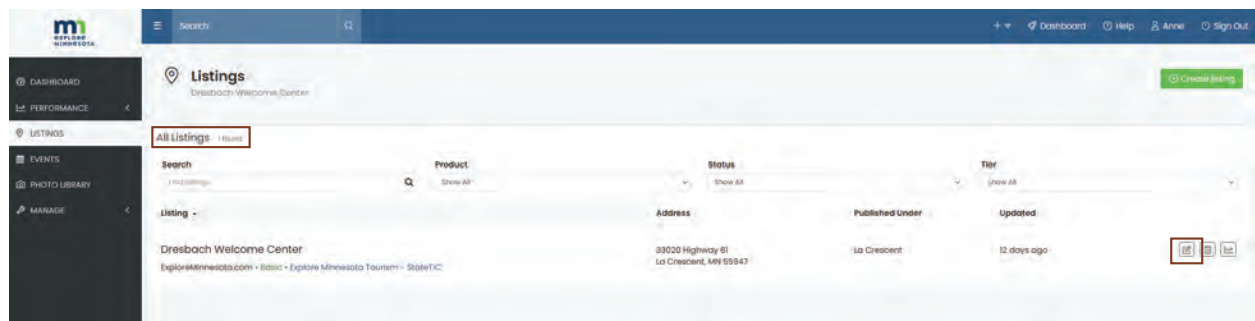 EXPLORE
MINNESOTA
Search
Dashboard
Help
Anne
Sign Out
DASHBOARD
PERFORMANCE
LISTINGS
EVENTS
PHOTO LIBRARY
MANAGE
Listings
Dresbach Welcome Center
Create listing
All Listings 1 found
Search
Product
Status
Tier
Find listings
Show All
Show All
Show All
Listing
Address
Published Under
Updated
Dresbach Welcome Center
33020 Highway 61
La Crescent
12 days ago
ExploreMinnesota.com • Basic • Explore Minnesota Tourism - StateTIC
La Crescent, MN 55947